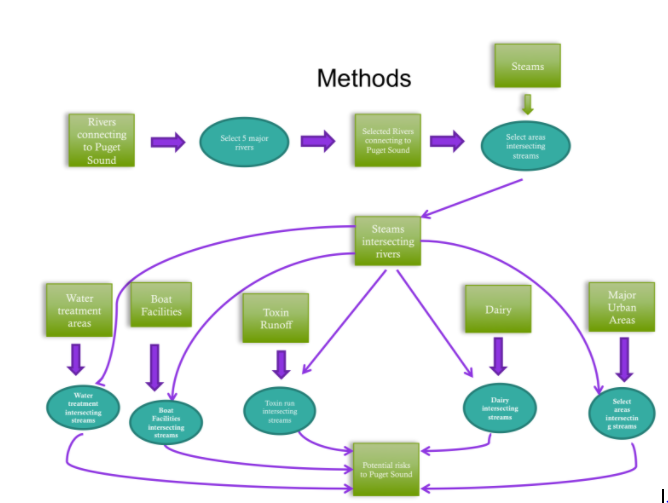 Methods
Steams
Rivers
connecting
to Puget
Sound
Select 5 major
rivers
Selected Rivers
connecting to
Puget Sound
Select areas
intersecting
streams
Steams
intersecting
rivers
Water
treatment
areas
Boat
Facilities
Toxin
Runoff
Dairy
Major
Urban
Areas
Water
treatment
intersecting
streams
Boat
Facilities
intersecting
streams
Toxin run
intersecting
streams
Dairy
intersecting
streams
Select
areas
intersectin
g streams
Potential risks
to Puget Sound